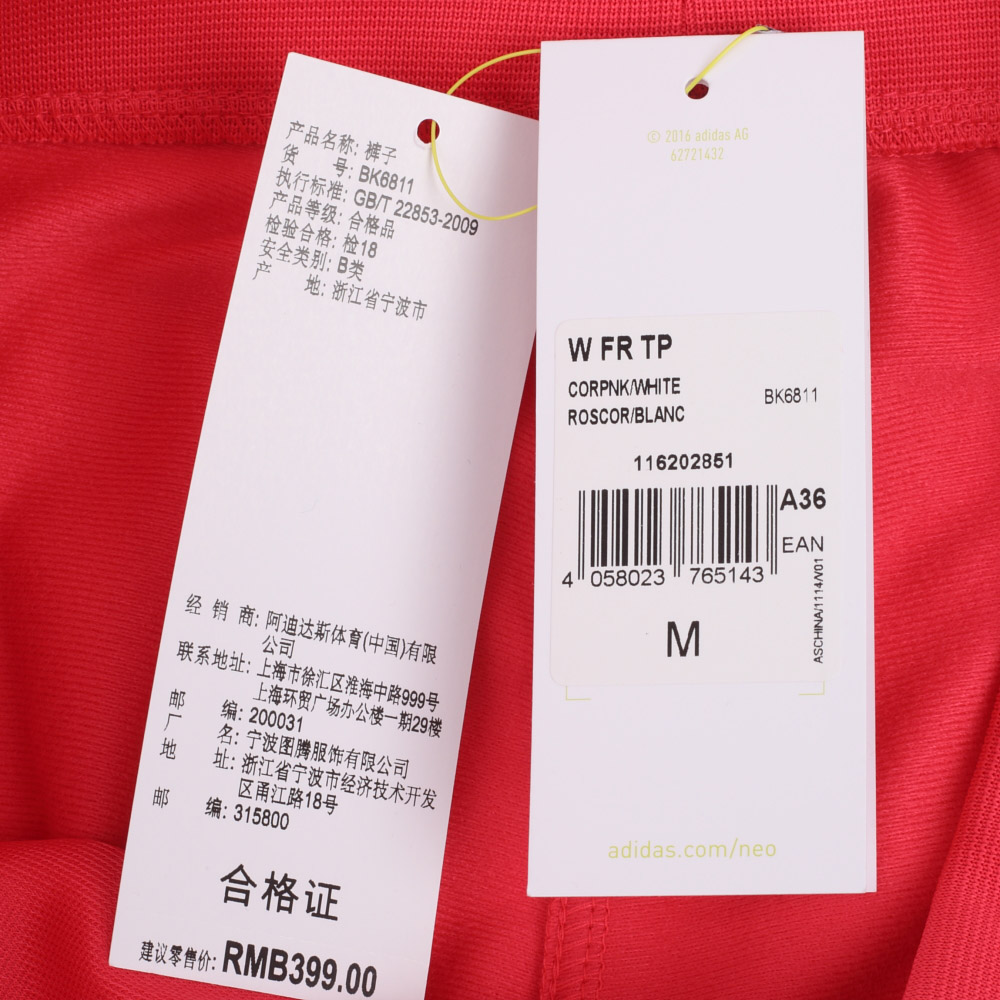 产品名称: 裤子
货 号: BK6811
执行标准: GB/T 22853-2009
产品等级: 合格品
检验合格: 检18
安全类别: B类
产 地: 浙江省宁波市
经 销 商: 阿迪达斯体育(中国)有限
公司
联系地址: 上海市徐汇区淮海中路999号
上海环贸广场办公楼一期29楼
邮 编: 200031
厂 名: 宁波图腾服饰有限公司
地 址: 浙江省宁波市经济技术开发
区甬江路18号
邮 编: 315800
合格证
建议零售价: RMB399.00
© 2016 adidas AG
62721432
W FR TP
CORPNK/WHITE
ROSCOR/BLANC
BK6811
116202851
A36
EAN
4 058023 765143
ASCHINA/1114/V01
M
adidas.com/neo